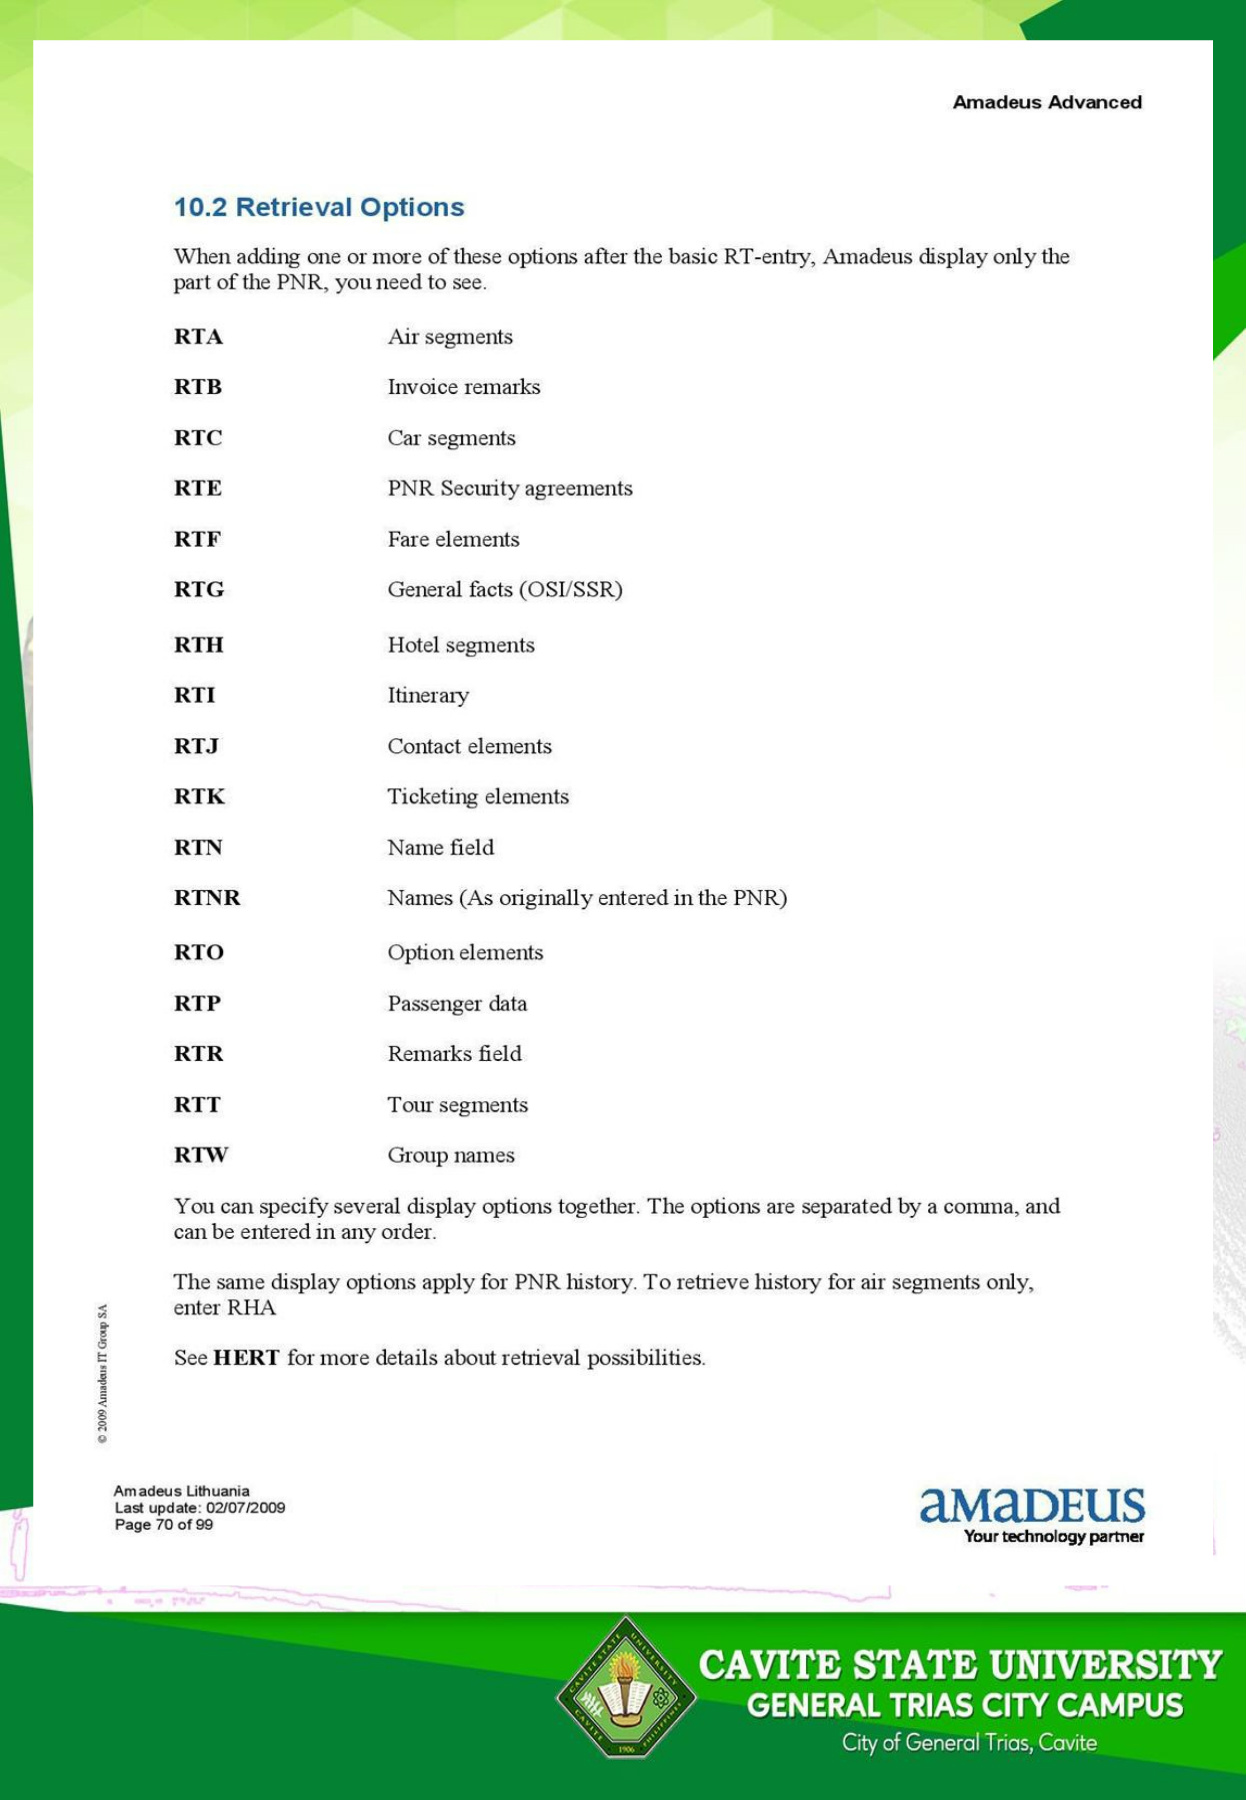 Amadeus Advanced
10.2 Retrieval Options
When adding one or more of these options after the basic RT-entry, Amadeus display only the
part of the PNR, you need to see.
RTA Air segments
RTB Invoice remarks
RTC Car segments
RTE PNR Security agreements
RTF Fare elements
RTG General facts (OSI/SSR)
RTH Hotel segments
RTI Itinerary
RTJ Contact elements
RTK Ticketing elements
RTN Name field
RTNR Names (As originally entered in the PNR)
RTO Option elements
RTP Passenger data
RTR Remarks field
RTT Tour segments
RTW Group names
You can specify several display options together. The options are separated by a comma, and
can be entered in any order.
The same display options apply for PNR history. To retrieve history for air segments only,
enter RHA
See HERT for more details about retrieval possibilities.
© 2009 Amadeus IT Group SA
Amadeus Lithuania
Last update: 02/07/2009
Page 70 of 99
amaDEUS
Your technology partner
CAVITE STATE UNIVERSITY
CAVITE PHILIPPINES
1906
CAVITE STATE UNIVERSITY
GENERAL TRIAS CITY CAMPUS
City of General Trias, Cavite